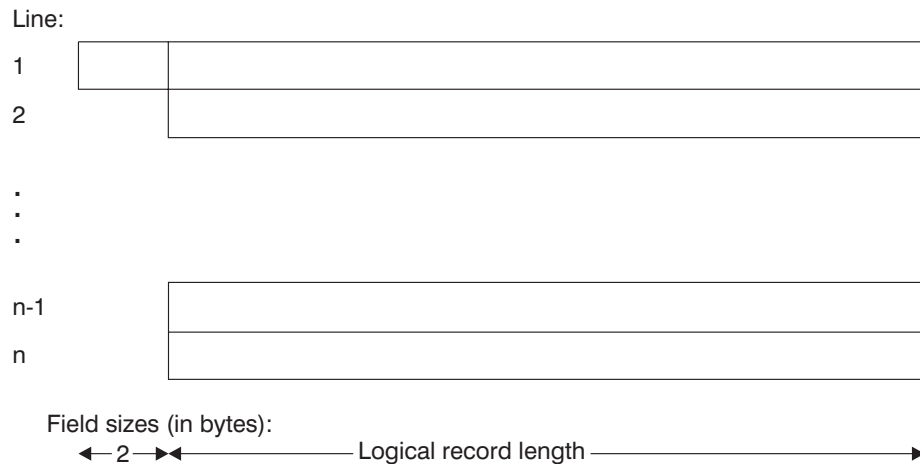 Line:
1
2
.
.
.
n-1
n
Field sizes (in bytes):
2 Logical record length